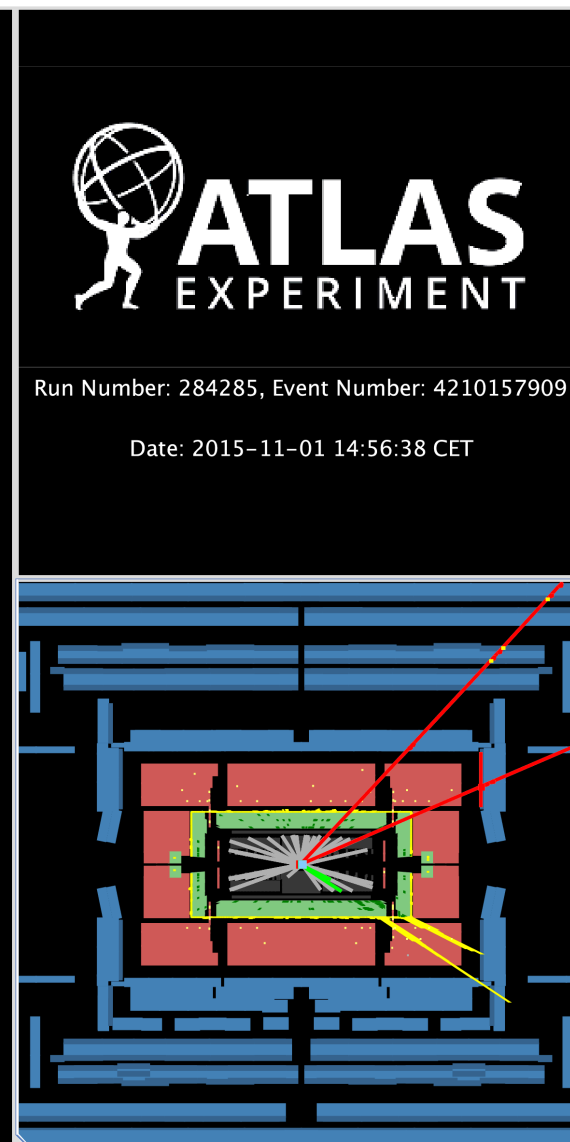 ATLAS
EXPERIMENT
Run Number: 284285, Event Number: 4210157909
Date: 2015-11-01 14:56:38 CET